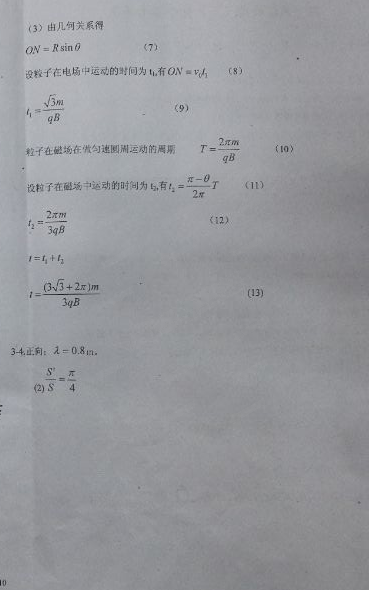 (3) 由几何关系得
ON = R sin θ (7)
设粒子在电场中运动的时间为 t₁,有 ON = v₀t₁ (8)
t₁ = √3m/qB (9)
粒子在磁场在做匀速圆周运动的周期 T = 2πm/qB (10)
设粒子在磁场中运动的时间为 t₂,有 t₂ = (π-θ)/2π T (11)
t₂ = 2πm/3qB (12)
t = t₁ + t₂
t = (3√3+2π)m/3qB (13)
3-4,正向; λ = 0.8 m.
(2) S'/S = π/4
10